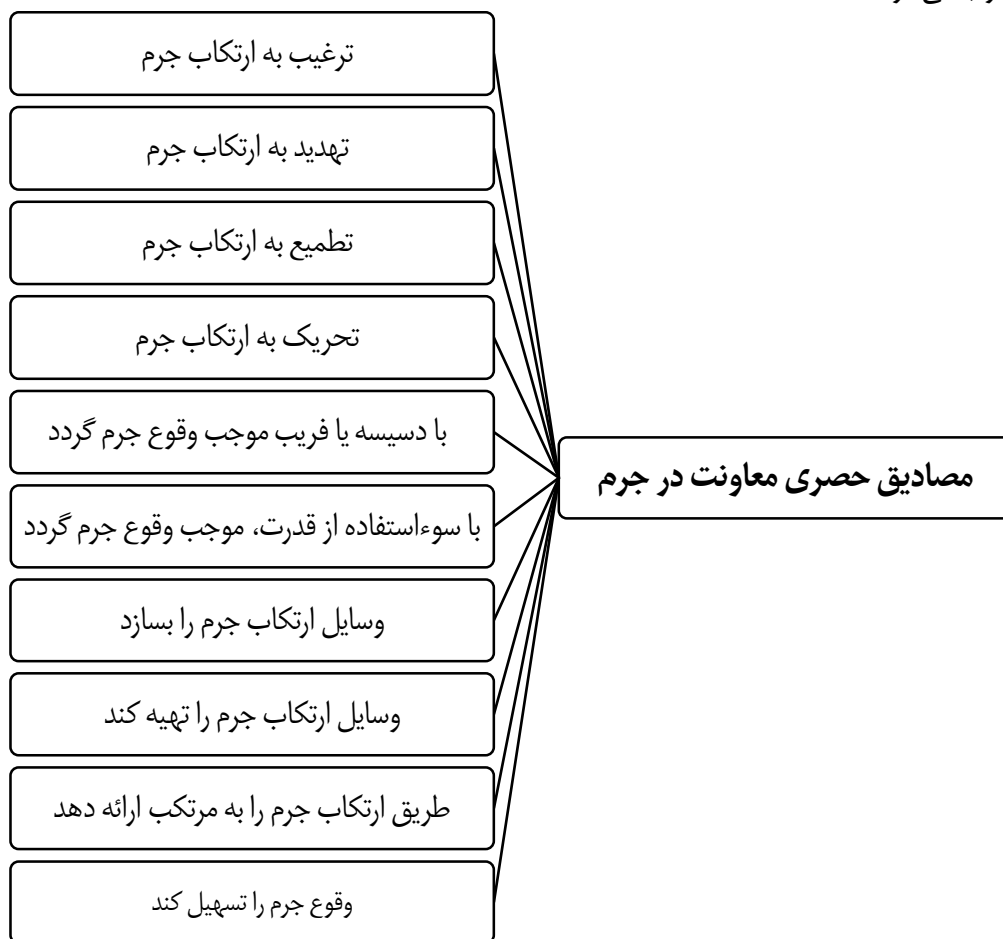 ترغیب به ارتکاب جرم
تهدید به ارتکاب جرم
تطمیع به ارتکاب جرم
تحریک به ارتکاب جرم
با دسیسه یا فریب موجب وقوع جرم گردد
مصادیق حصری معاونت در جرم
با سوءاستفاده از قدرت، موجب وقوع جرم گردد
وسایل ارتکاب جرم را بسازد
وسایل ارتکاب جرم را تهیه کند
طریق ارتکاب جرم را به مرتکب ارائه دهد
وقوع جرم را تسهیل کند